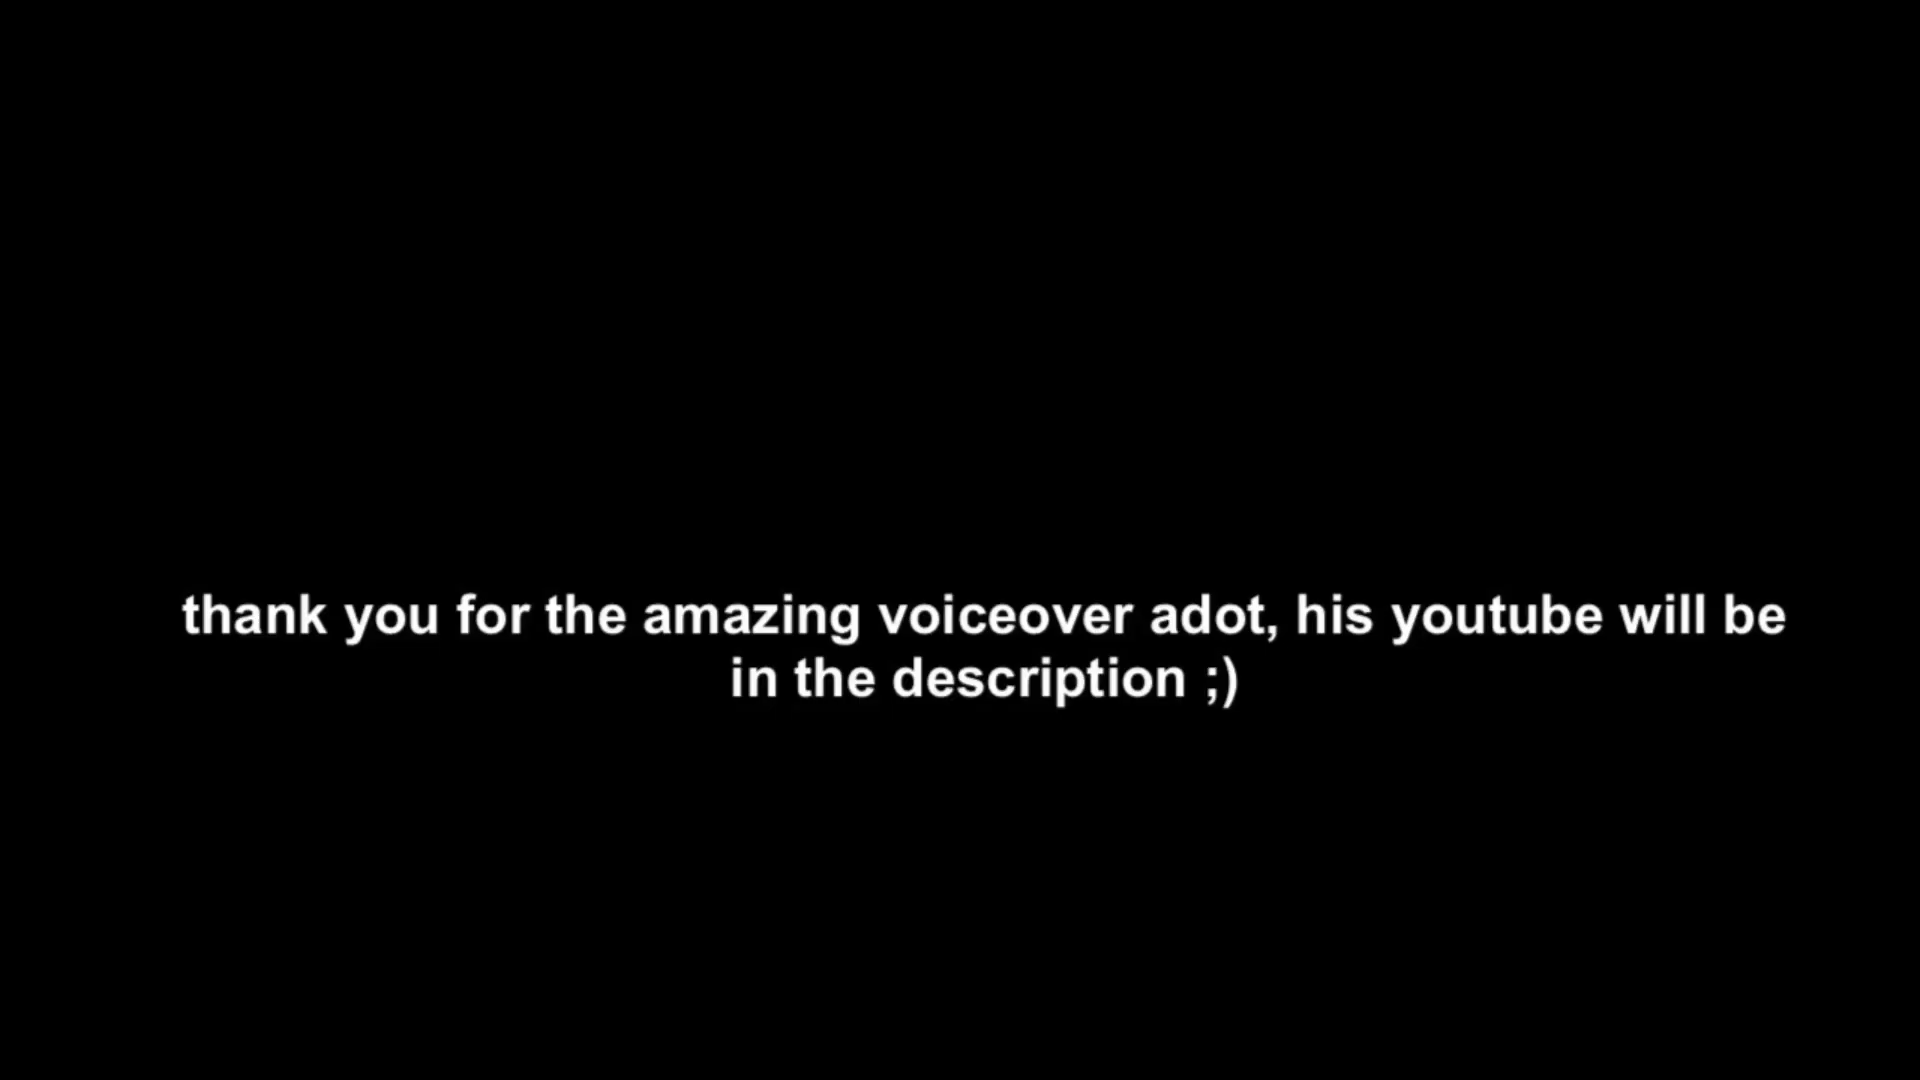 thank you for the amazing voiceover adot, his youtube will be
in the description ;)